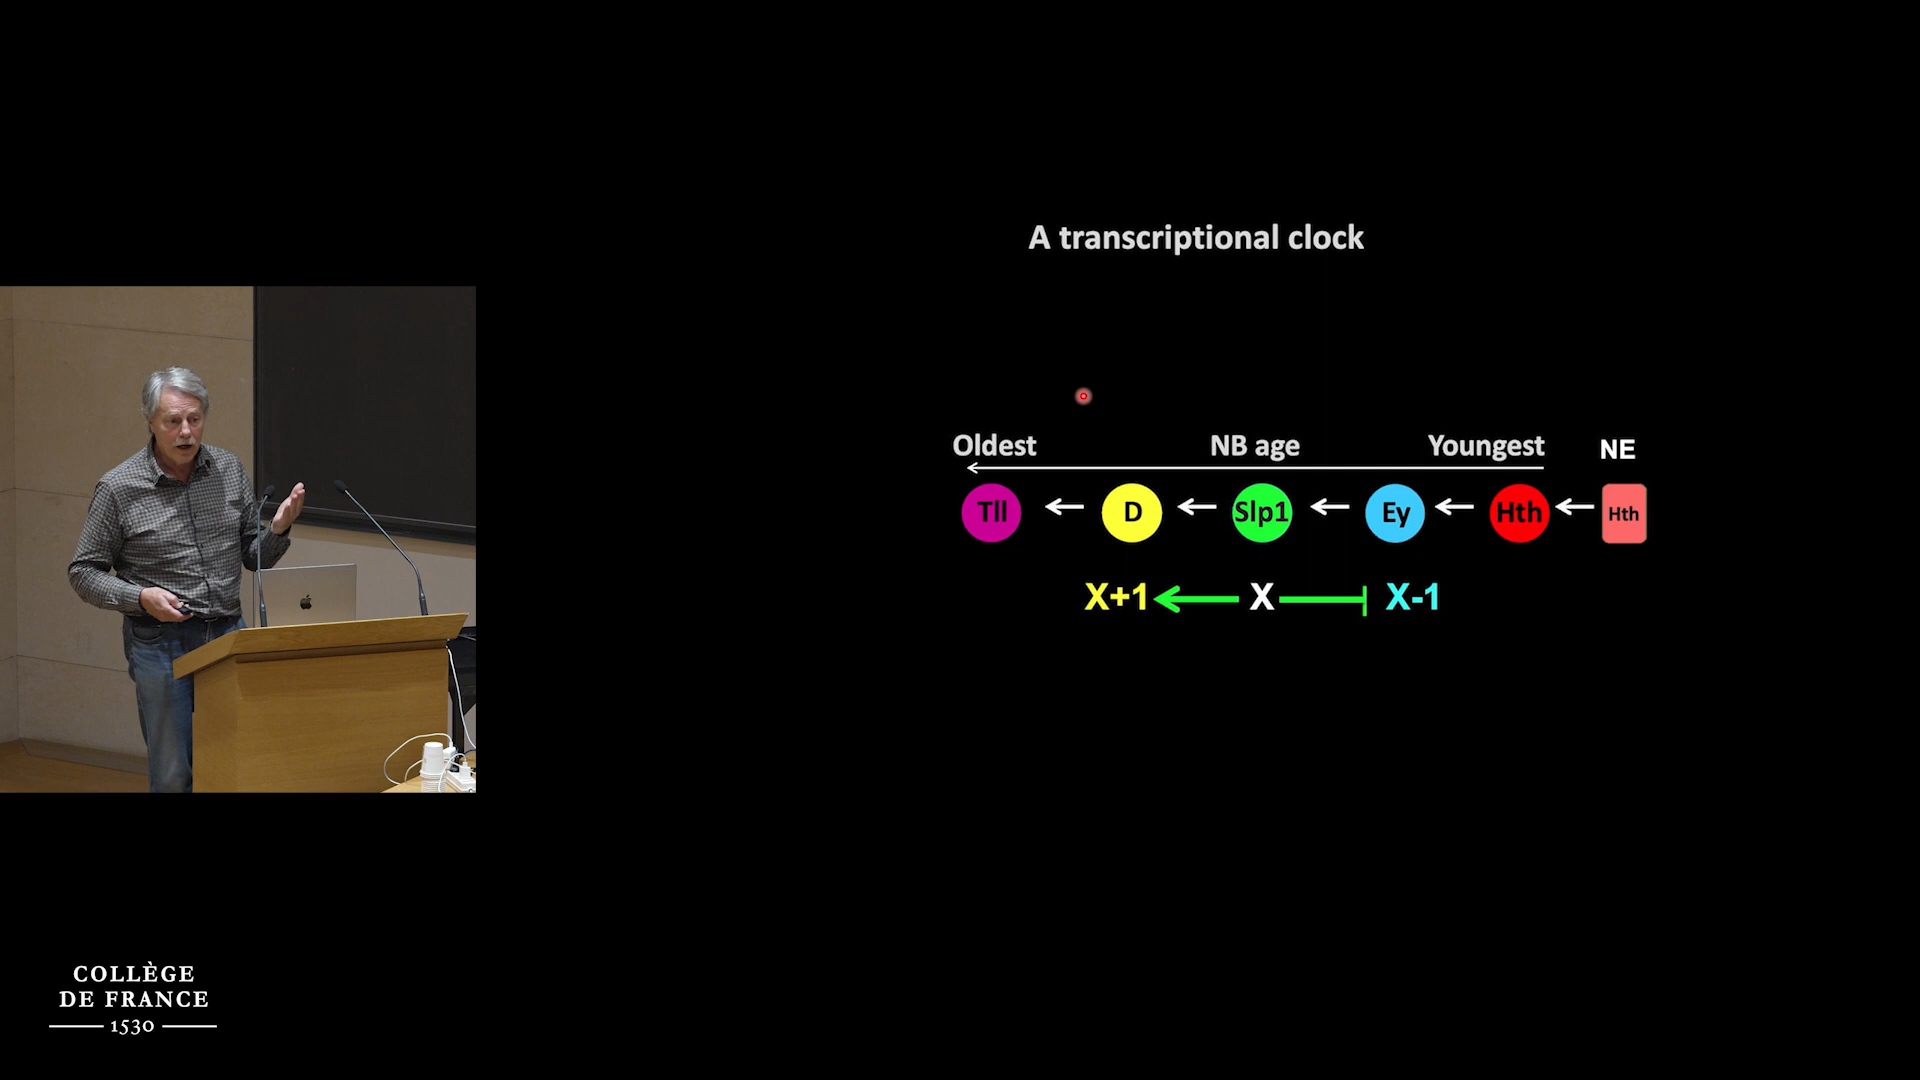 A transcriptional clock
Oldest NB age Youngest NE
Tll D Slp1 Ey Hth Hth
X+1 X X-1
COLLÈGE
DE FRANCE
1530